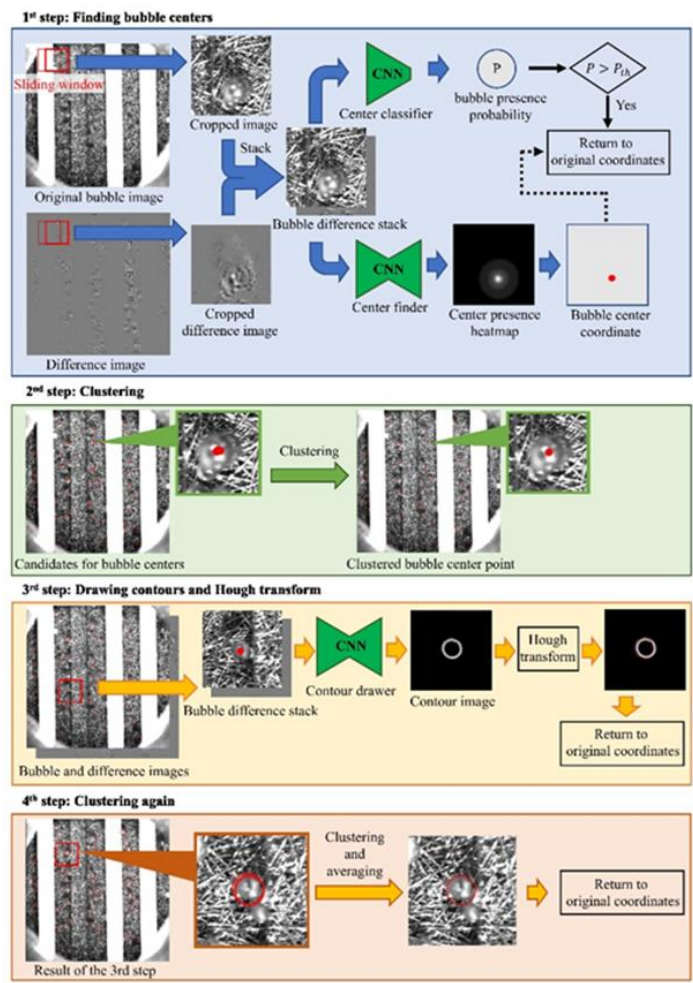 1st step: Finding bubble centers
Sliding window
Original bubble image
Cropped image
Stack
Bubble difference stack
CNN
Center classifier
P
bubble presence
probability
P > Pth
Yes
Return to
original coordinates
Difference image
Cropped
difference image
CNN
Center finder
Center presence
heatmap
Bubble center
coordinate
2nd step: Clustering
Candidates for bubble centers
Clustering
Clustered bubble center point
3rd step: Drawing contours and Hough transform
Bubble and difference images
Bubble difference stack
CNN
Contour drawer
Contour image
Hough
transform
Return to
original coordinates
4th step: Clustering again
Result of the 3rd step
Clustering
and
averaging
Return to
original coordinates